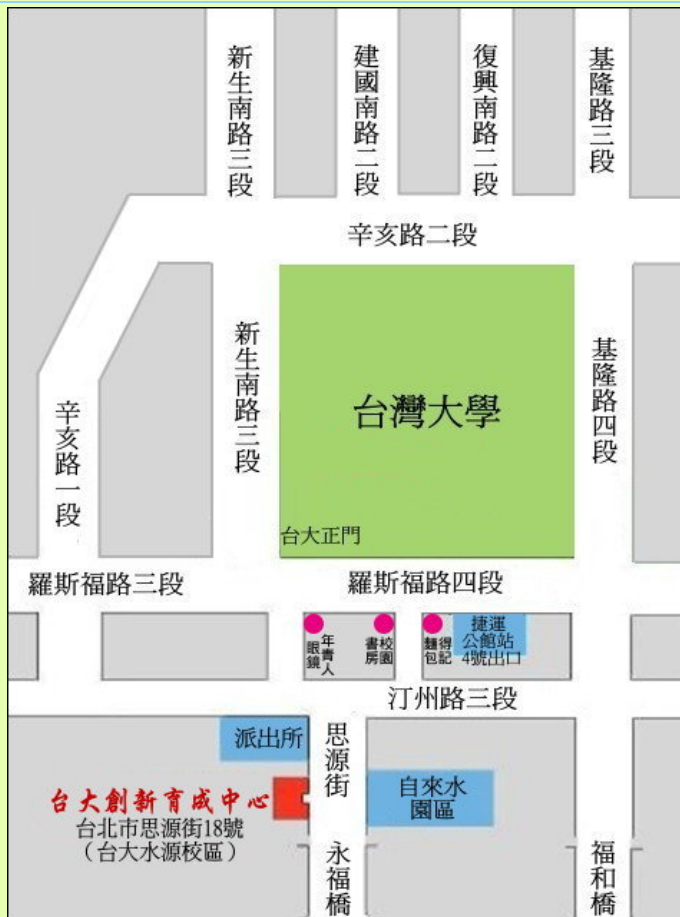 新生南路三段
建國南路二段
復興南路二段
基隆路三段
辛亥路二段
辛亥路一段
新生南路三段
台灣大學
基隆路四段
台大正門
羅斯福路三段
羅斯福路四段
年青人
眼鏡
校園
書房
得記
麵包
捷運
公館站
4號出口
汀州路三段
派出所
思源街
自來水
園區
台大創新育成中心
台北市思源街18號
（台大水源校區）
永福橋
福和橋